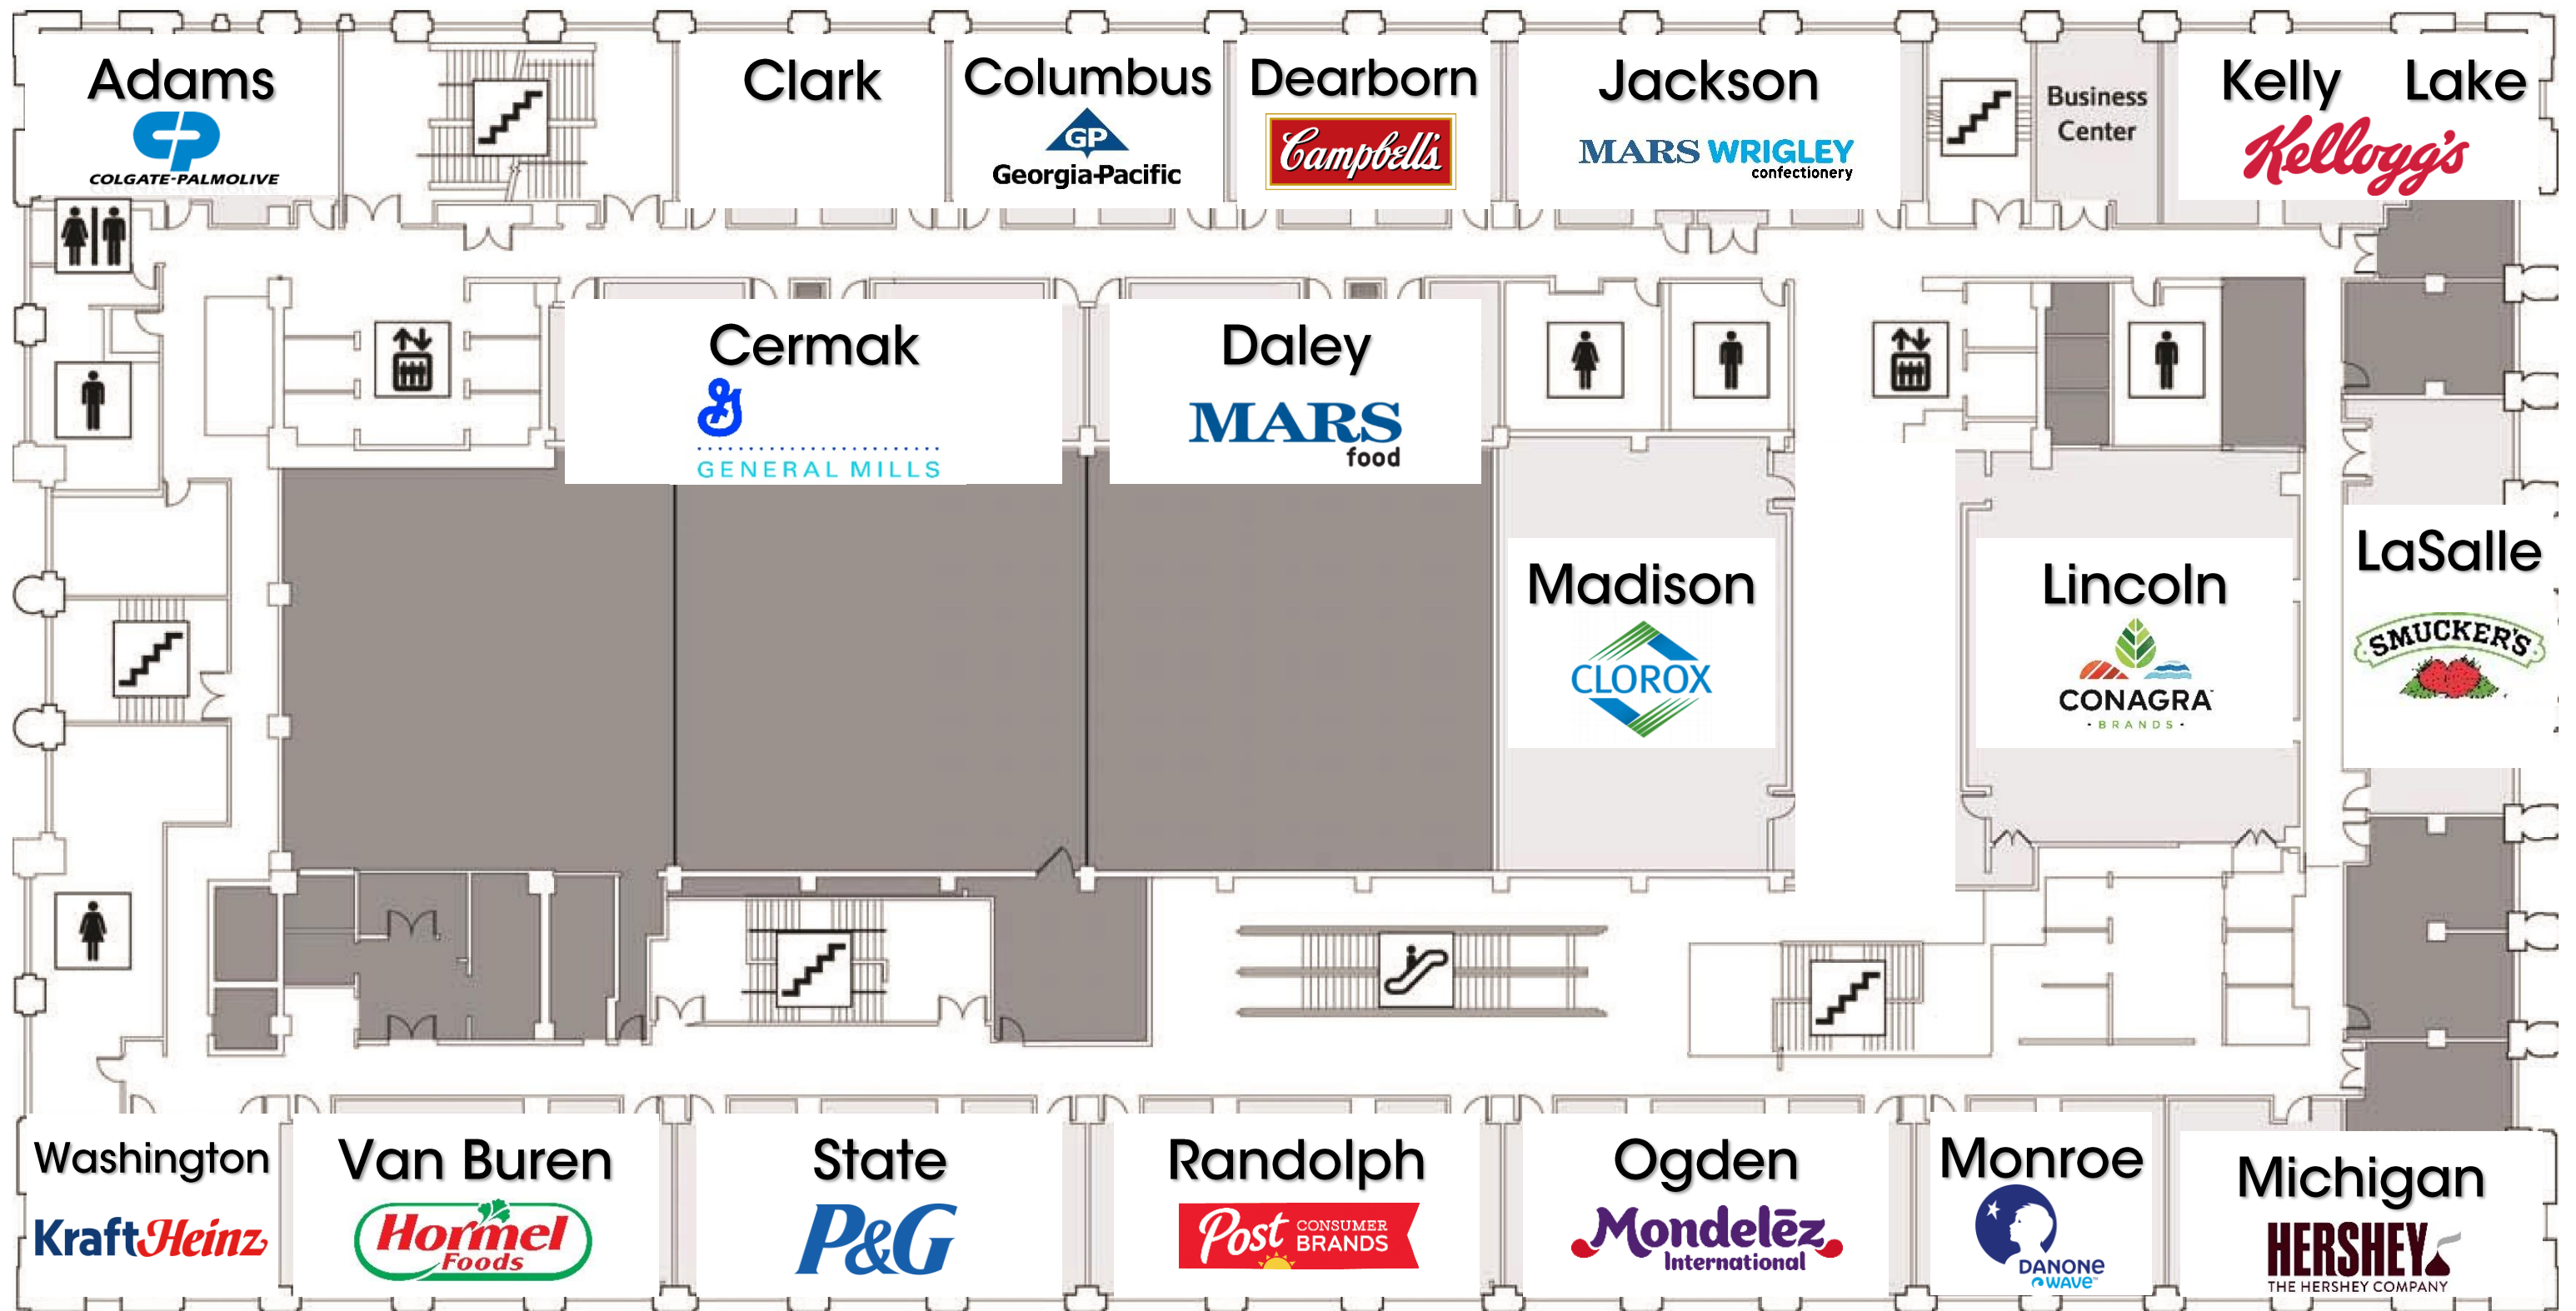 Adams
COLGATE-PALMOLIVE
Clark
Columbus
GP
Georgia-Pacific
Dearborn
Campbell's
Jackson
MARS WRIGLEY
confectionery
Business
Center
Kelly Lake
Kellogg's
Cermak
G
GENERAL MILLS
Daley
MARS
food
Madison
CLOROX
Lincoln
CONAGRA
BRANDS
LaSalle
SMUCKER'S
Washington
KraftHeinz
Van Buren
Hormel
Foods
State
P&G
Randolph
Post CONSUMER
BRANDS
Ogden
Mondelēz
International
Monroe
DANONE
WAVE™
Michigan
HERSHEY
THE HERSHEY COMPANY